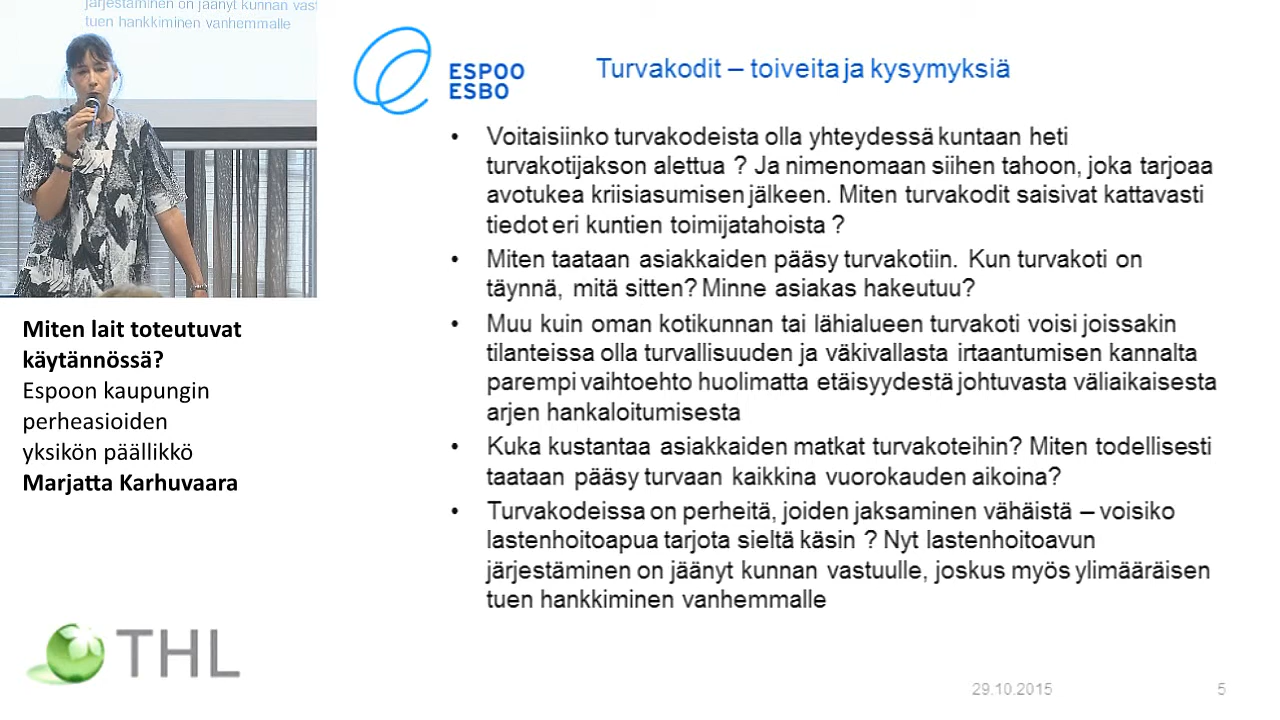 järjestäminen on jäänyt kunnan vast
tuen hankkiminen vanhemmalle
Miten lait toteutuvat
käytännössä?
Espoon kaupungin
perheasioiden
yksikön päällikkö
Marjatta Karhuvaara
THL
ESPOO
ESBO
Turvakodit – toiveita ja kysymyksiä
• Voitaisiinko turvakodeista olla yhteydessä kuntaan heti
turvakotijakson alettua ? Ja nimenomaan siihen tahoon, joka tarjoaa
avotukea kriisiasumisen jälkeen. Miten turvakodit saisivat kattavasti
tiedot eri kuntien toimijatahoista ?
• Miten taataan asiakkaiden pääsy turvakotiin. Kun turvakoti on
täynnä, mitä sitten? Minne asiakas hakeutuu?
• Muu kuin oman kotikunnan tai lähialueen turvakoti voisi joissakin
tilanteissa olla turvallisuuden ja väkivallasta irtaantumisen kannalta
parempi vaihtoehto huolimatta etäisyydestä johtuvasta väliaikaisesta
arjen hankaloitumisesta
• Kuka kustantaa asiakkaiden matkat turvakoteihin? Miten todellisesti
taataan pääsy turvaan kaikkina vuorokauden aikoina?
• Turvakodeissa on perheitä, joiden jaksaminen vähäistä – voisiko
lastenhoitoapua tarjota sieltä käsin ? Nyt lastenhoitoavun
järjestäminen on jäänyt kunnan vastuulle, joskus myös ylimääräisen
tuen hankkiminen vanhemmalle
29.10.2015
5